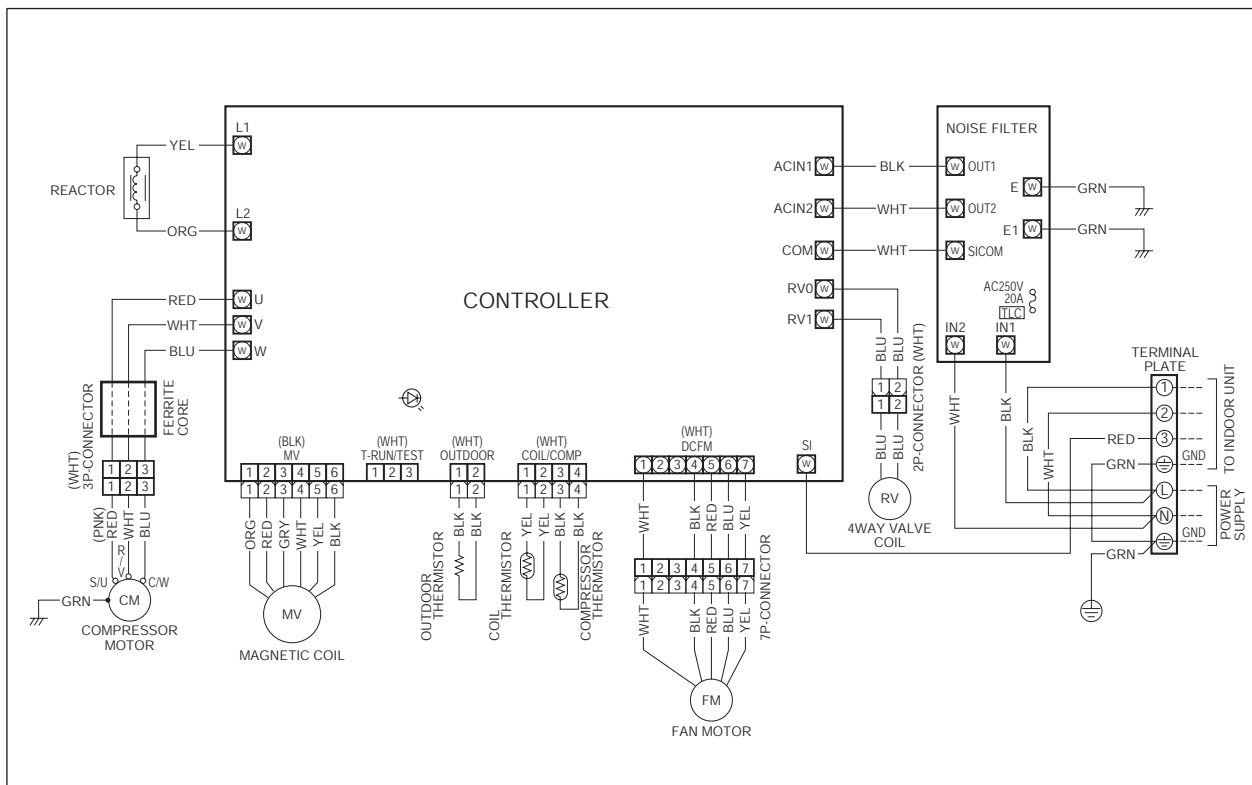 NOISE FILTER
L1
W
YEL
REACTOR
ORG
L2
W
ACIN1
W
BLK
W
OUT1
ACIN2
W
WHT
W
OUT2
COM
W
WHT
W
SICOM
E
W
GRN
E1
W
GRN
AC250V
20A
TLC
IN2
IN1
W
W
CONTROLLER
RV0
W
RV1
W
RED
W
U
WHT
W
V
BLU
W
W
FERRITE
CORE
(WHT)
3P-CONNECTOR
1 2 3
1 2 3
(PNK)
RED
WHT
BLU
R
/
V
S/U
C/W
CM
GRN
COMPRESSOR
MOTOR
(BLK)
MV
1 2 3 4 5 6
1 2 3 4 5 6
ORG
RED
GRY
WHT
YEL
BLK
MV
MAGNETIC COIL
(WHT)
T-RUN/TEST
1 2 3
(WHT)
OUTDOOR
1 2
1 2
BLK
BLK
OUTDOOR
THERMISTOR
(WHT)
COIL/COMP
1 2 3 4
1 2 3 4
YEL
YEL
BLK
BLK
COIL
THERMISTOR
COMPRESSOR
THERMISTOR
(WHT)
DCFM
1 2 3 4 5 6 7
WHT
BLK
RED
BLU
YEL
1 2 3 4 5 6 7
1 2 3 4 5 6 7
7P-CONNECTOR
WHT
BLK
RED
BLU
YEL
FM
FAN MOTOR
SI
W
BLU
BLU
1 2
1 2
2P-CONNECTOR (WHT)
BLU
BLU
RV
4WAY VALVE
COIL
WHT
BLK
BLK
WHT
TERMINAL
PLATE
1
2
RED
3
GRN
GND
TO INDOOR UNIT
L
N
GND
POWER
SUPPLY
GRN